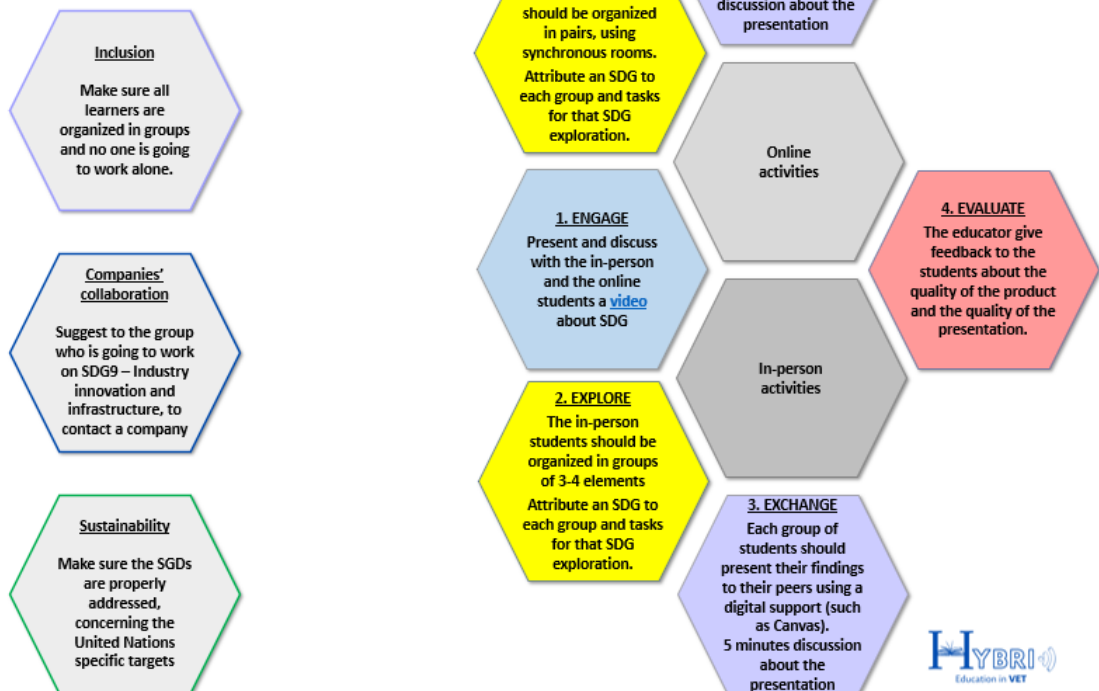 Inclusion
Make sure all
learners are
organized in groups
and no one is going
to work alone.
Companies'
collaboration
Suggest to the group
who is going to work
on SDG9 – Industry
innovation and
infrastructure, to
contact a company
Sustainability
Make sure the SGDs
are properly
addressed,
concerning the
United Nations
specific targets
should be organized
in pairs, using
synchronous rooms.
Attribute an SDG to
each group and tasks
for that SDG
exploration.
discussion about the
presentation
Online
activities
1. ENGAGE
Present and discuss
with the in-person
and the online
students a video
about SDG
4. EVALUATE
The educator give
feedback to the
students about the
quality of the product
and the quality of the
presentation.
In-person
activities
2. EXPLORE
The in-person
students should be
organized in groups
of 3-4 elements
Attribute an SDG to
each group and tasks
for that SDG
exploration.
3. EXCHANGE
Each group of
students should
present their findings
to their peers using a
digital support (such
as Canvas).
5 minutes discussion
about the
presentation
HYBRI
Education in VET